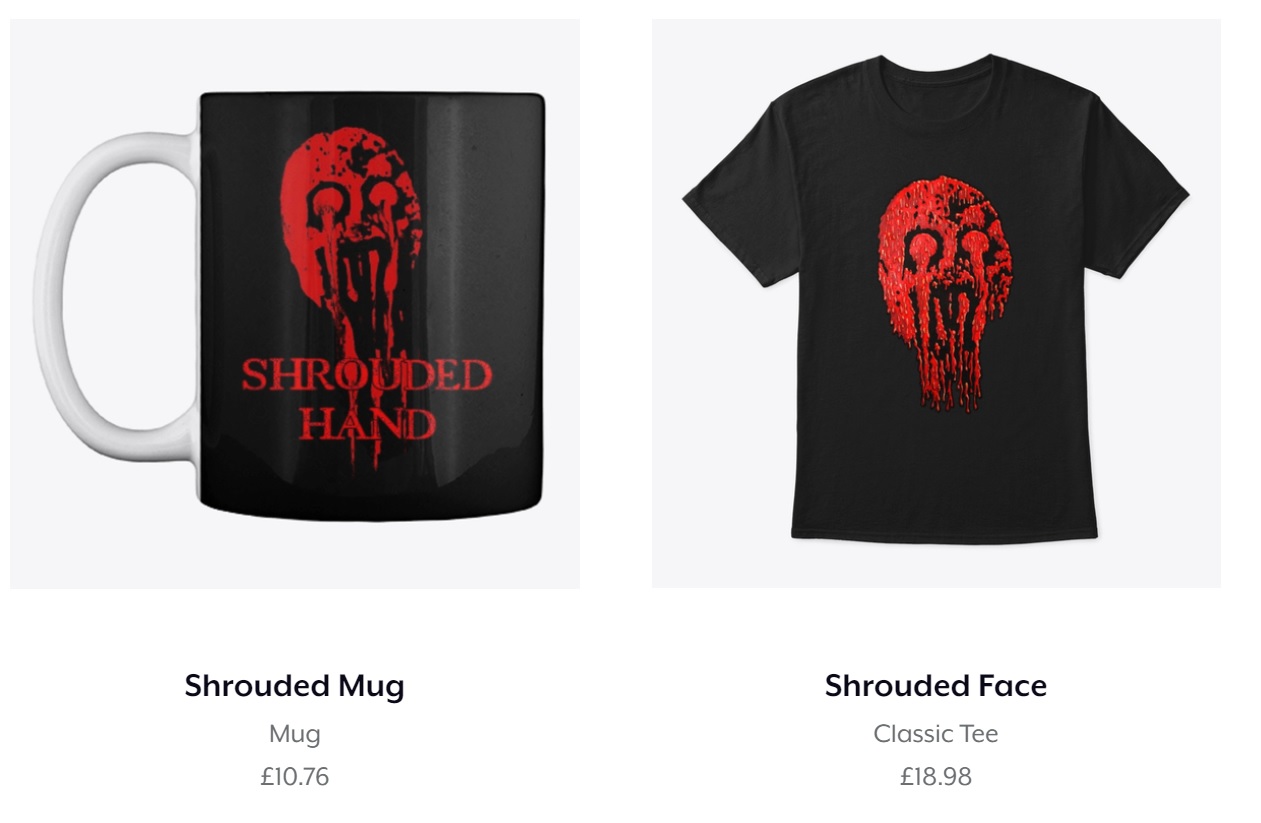 SHROUDED
HAND
Shrouded Mug
Mug
£10.76
Shrouded Face
Classic Tee
£18.98